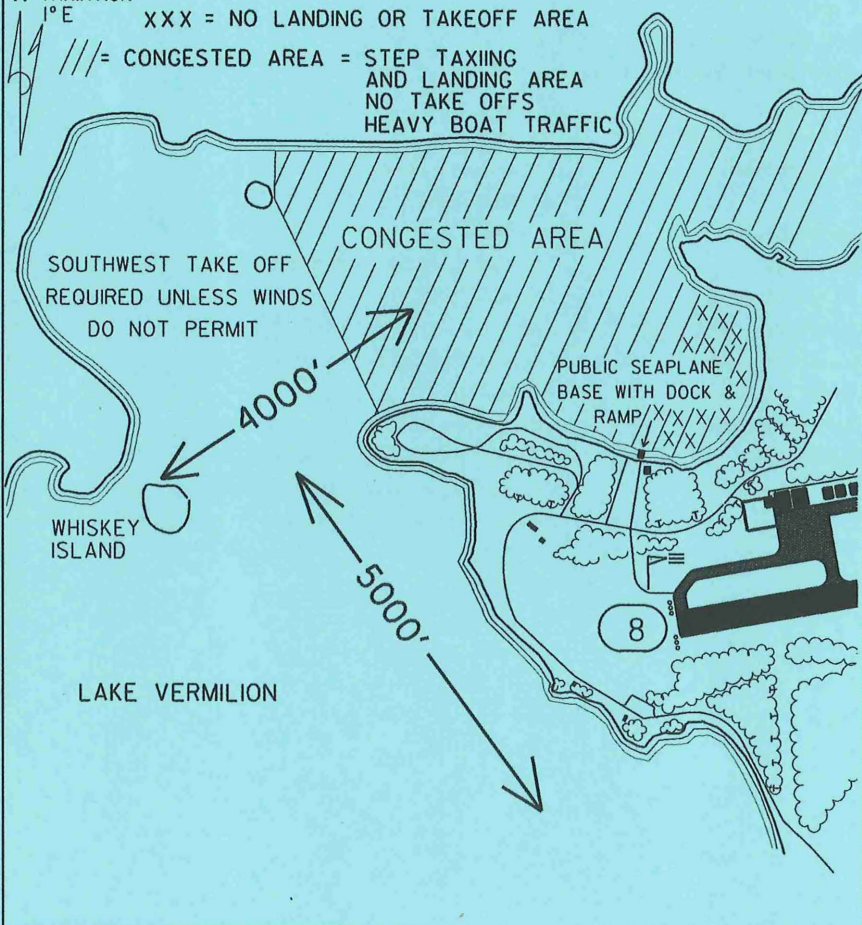 1° E
XXX = NO LANDING OR TAKEOFF AREA
///= CONGESTED AREA = STEP TAXIING
AND LANDING AREA
NO TAKE OFFS
HEAVY BOAT TRAFFIC
CONGESTED AREA
SOUTHWEST TAKE OFF
REQUIRED UNLESS WINDS
DO NOT PERMIT
4000'
PUBLIC SEAPLANE
BASE WITH DOCK &
RAMP
X X
X X X
X X
X
X X X X
X X
WHISKEY
ISLAND
5000'
8
LAKE VERMILION